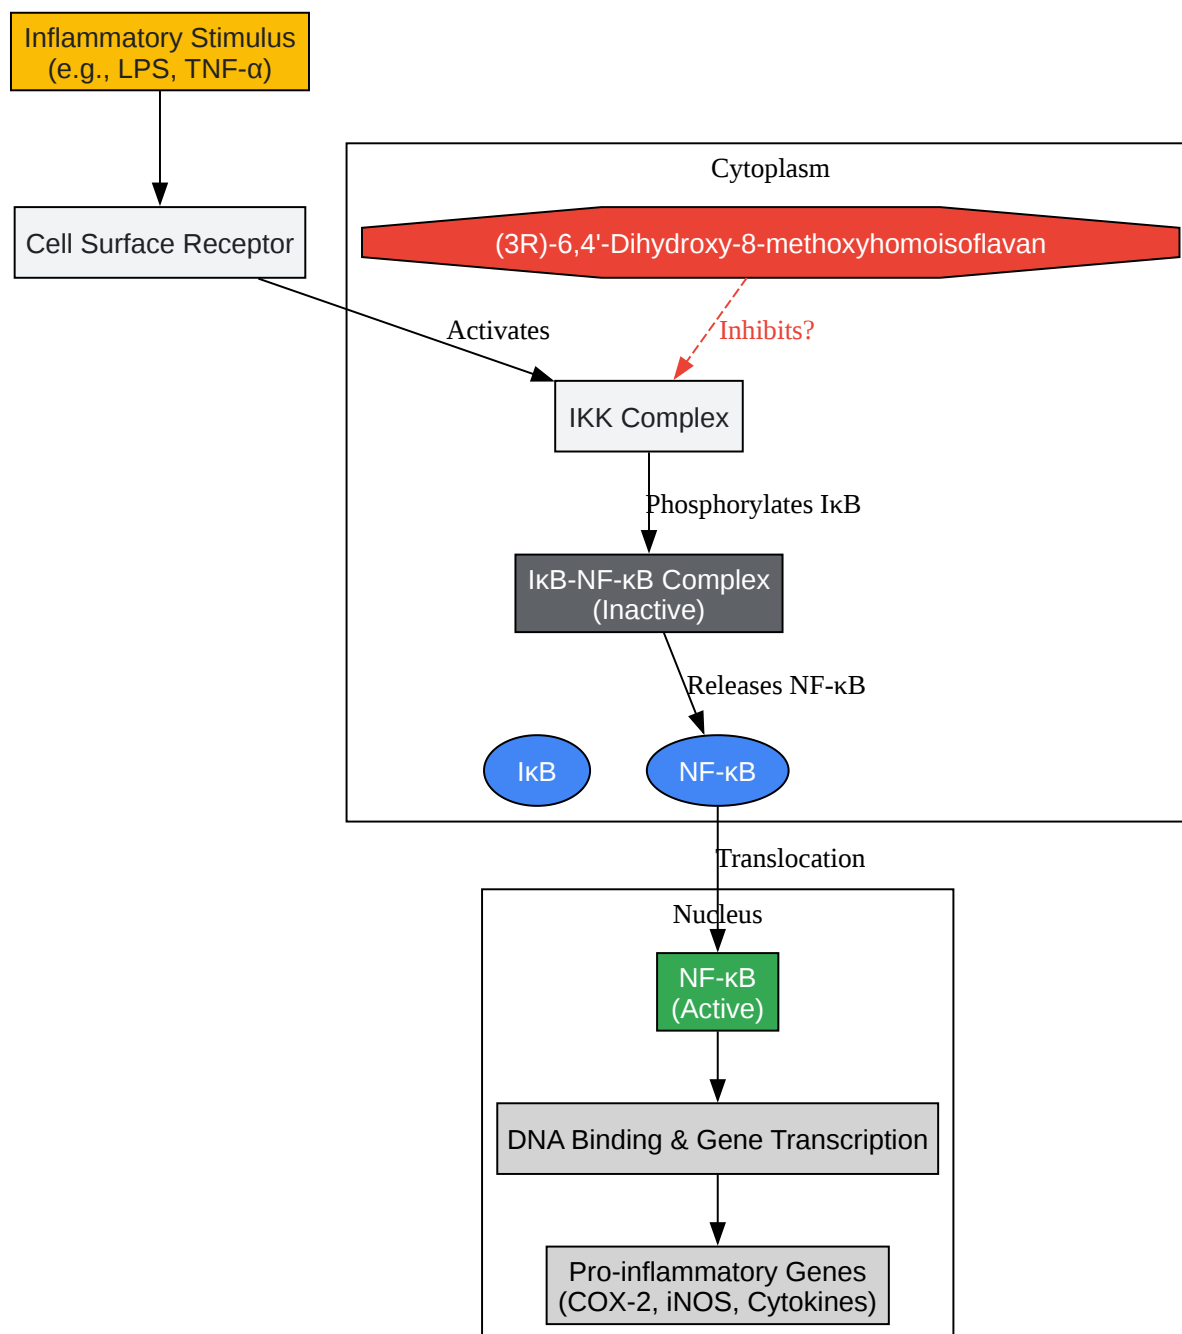 Inflammatory Stimulus
(e.g., LPS, TNF-α)
Cytoplasm
Cell Surface Receptor
(3R)-6,4'-Dihydroxy-8-methoxyhomoisoflavan
Activates
Inhibits?
IKK Complex
Phosphorylates IκB
IκB-NF-κB Complex
(Inactive)
Releases NF-κB
IκB
NF-κB
Translocation
Nucleus
NF-κB
(Active)
DNA Binding & Gene Transcription
Pro-inflammatory Genes
(COX-2, iNOS, Cytokines)